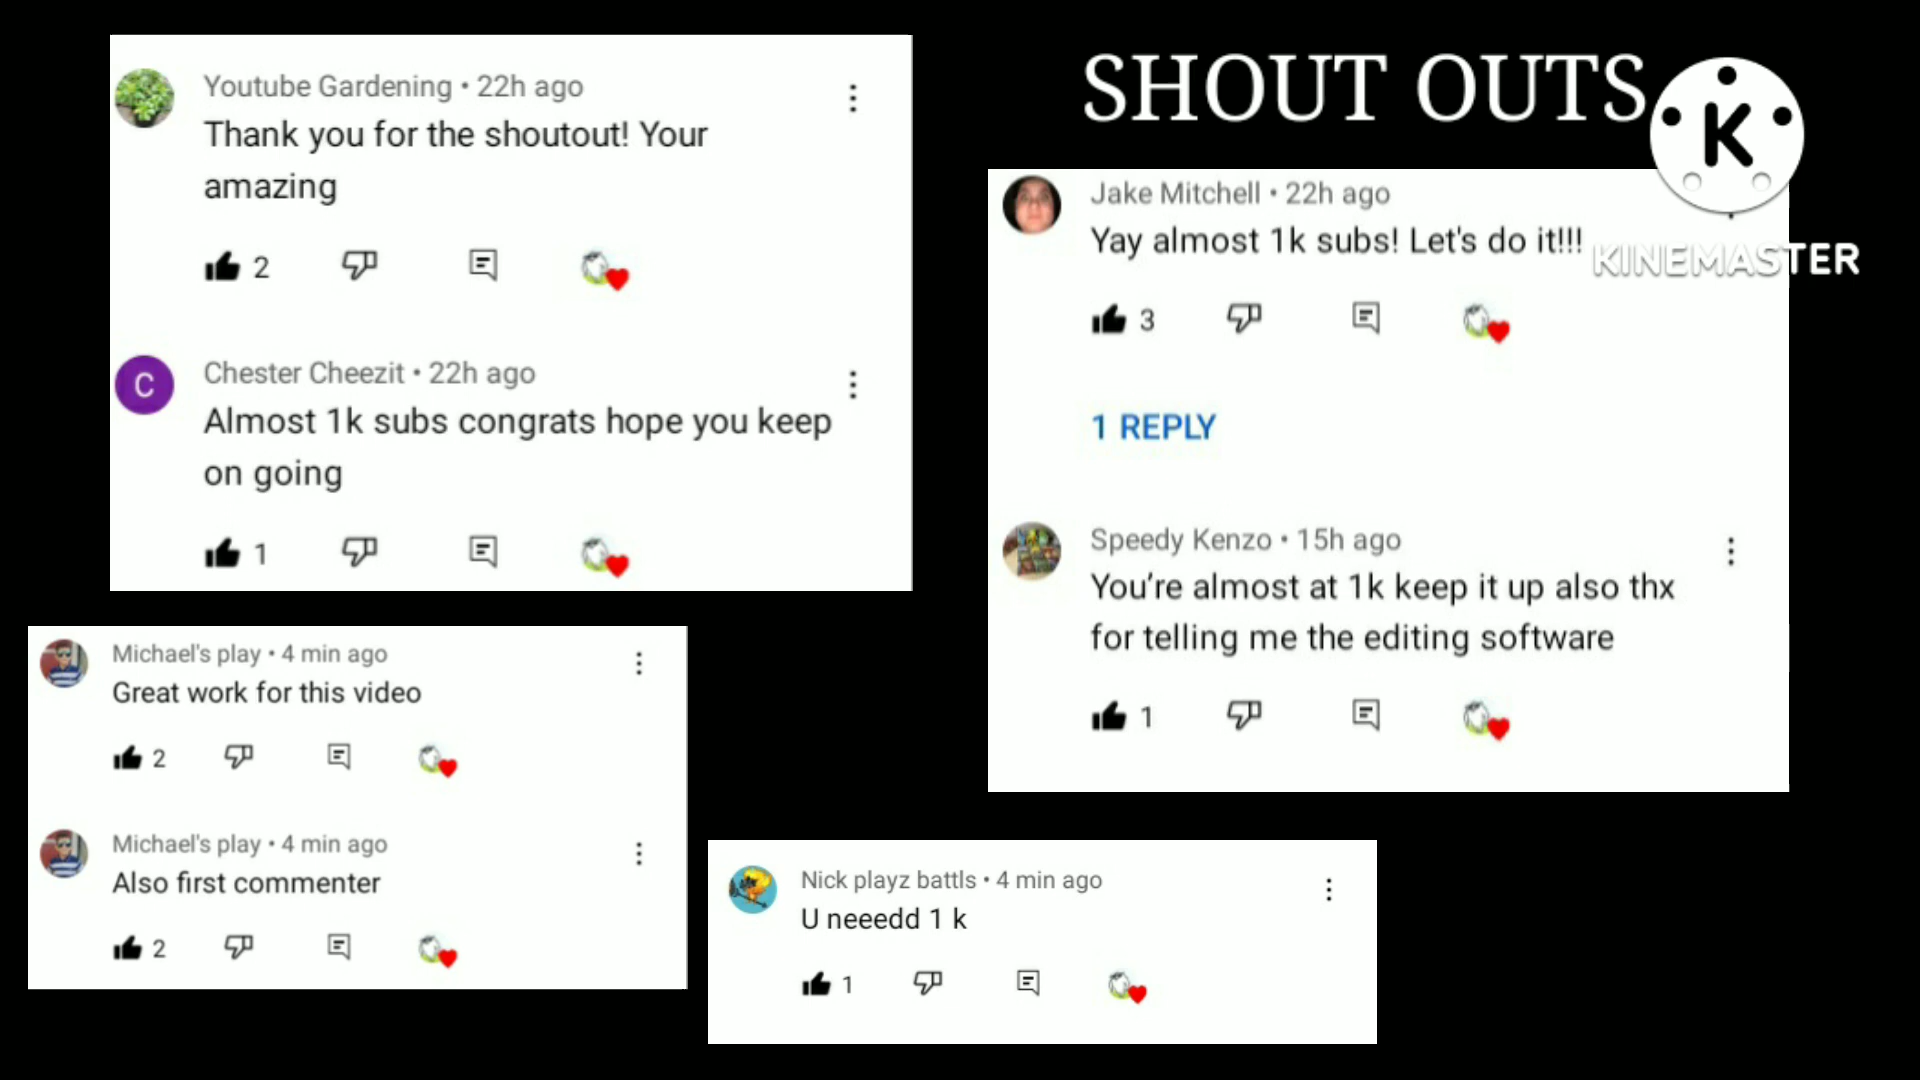 SHOUT OUTS
K
KINEMASTER
Youtube Gardening • 22h ago
Thank you for the shoutout! Your
amazing
2
C
Chester Cheezit • 22h ago
Almost 1k subs congrats hope you keep
on going
1
Jake Mitchell • 22h ago
Yay almost 1k subs! Let's do it!!!
3
1 REPLY
Speedy Kenzo • 15h ago
You’re almost at 1k keep it up also thx
for telling me the editing software
1
Michael's play • 4 min ago
Great work for this video
2
Michael's play • 4 min ago
Also first commenter
2
Nick playz battls • 4 min ago
U neeedd 1 k
1